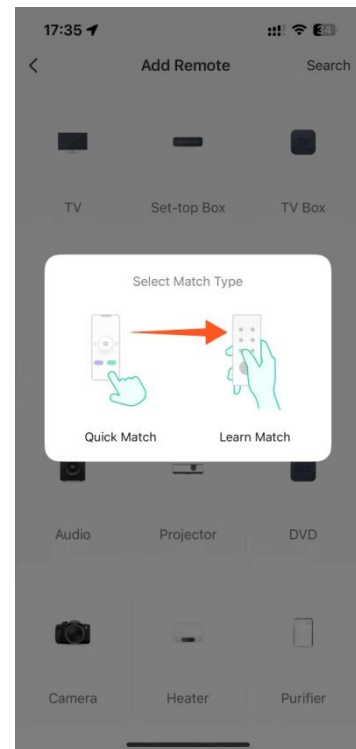 17:35
Add Remote
Search
TV
Set-top Box
TV Box
Select Match Type
Quick Match
Learn Match
Audio
Projector
DVD
Camera
Heater
Purifier